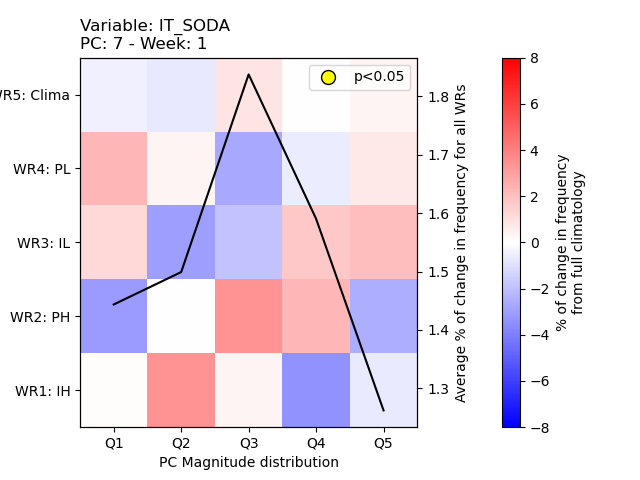 Variable: IT_SODA
PC: 7 - Week: 1
p<0.05
WR5: Clima
WR4: PL
WR3: IL
WR2: PH
WR1: IH
Q1 Q2 Q3 Q4 Q5
PC Magnitude distribution
1.8
1.7
1.6
1.5
1.4
1.3
Average % of change in frequency for all WRs
8
6
4
2
0
−2
−4
−6
−8
% of change in frequency
from full climatology